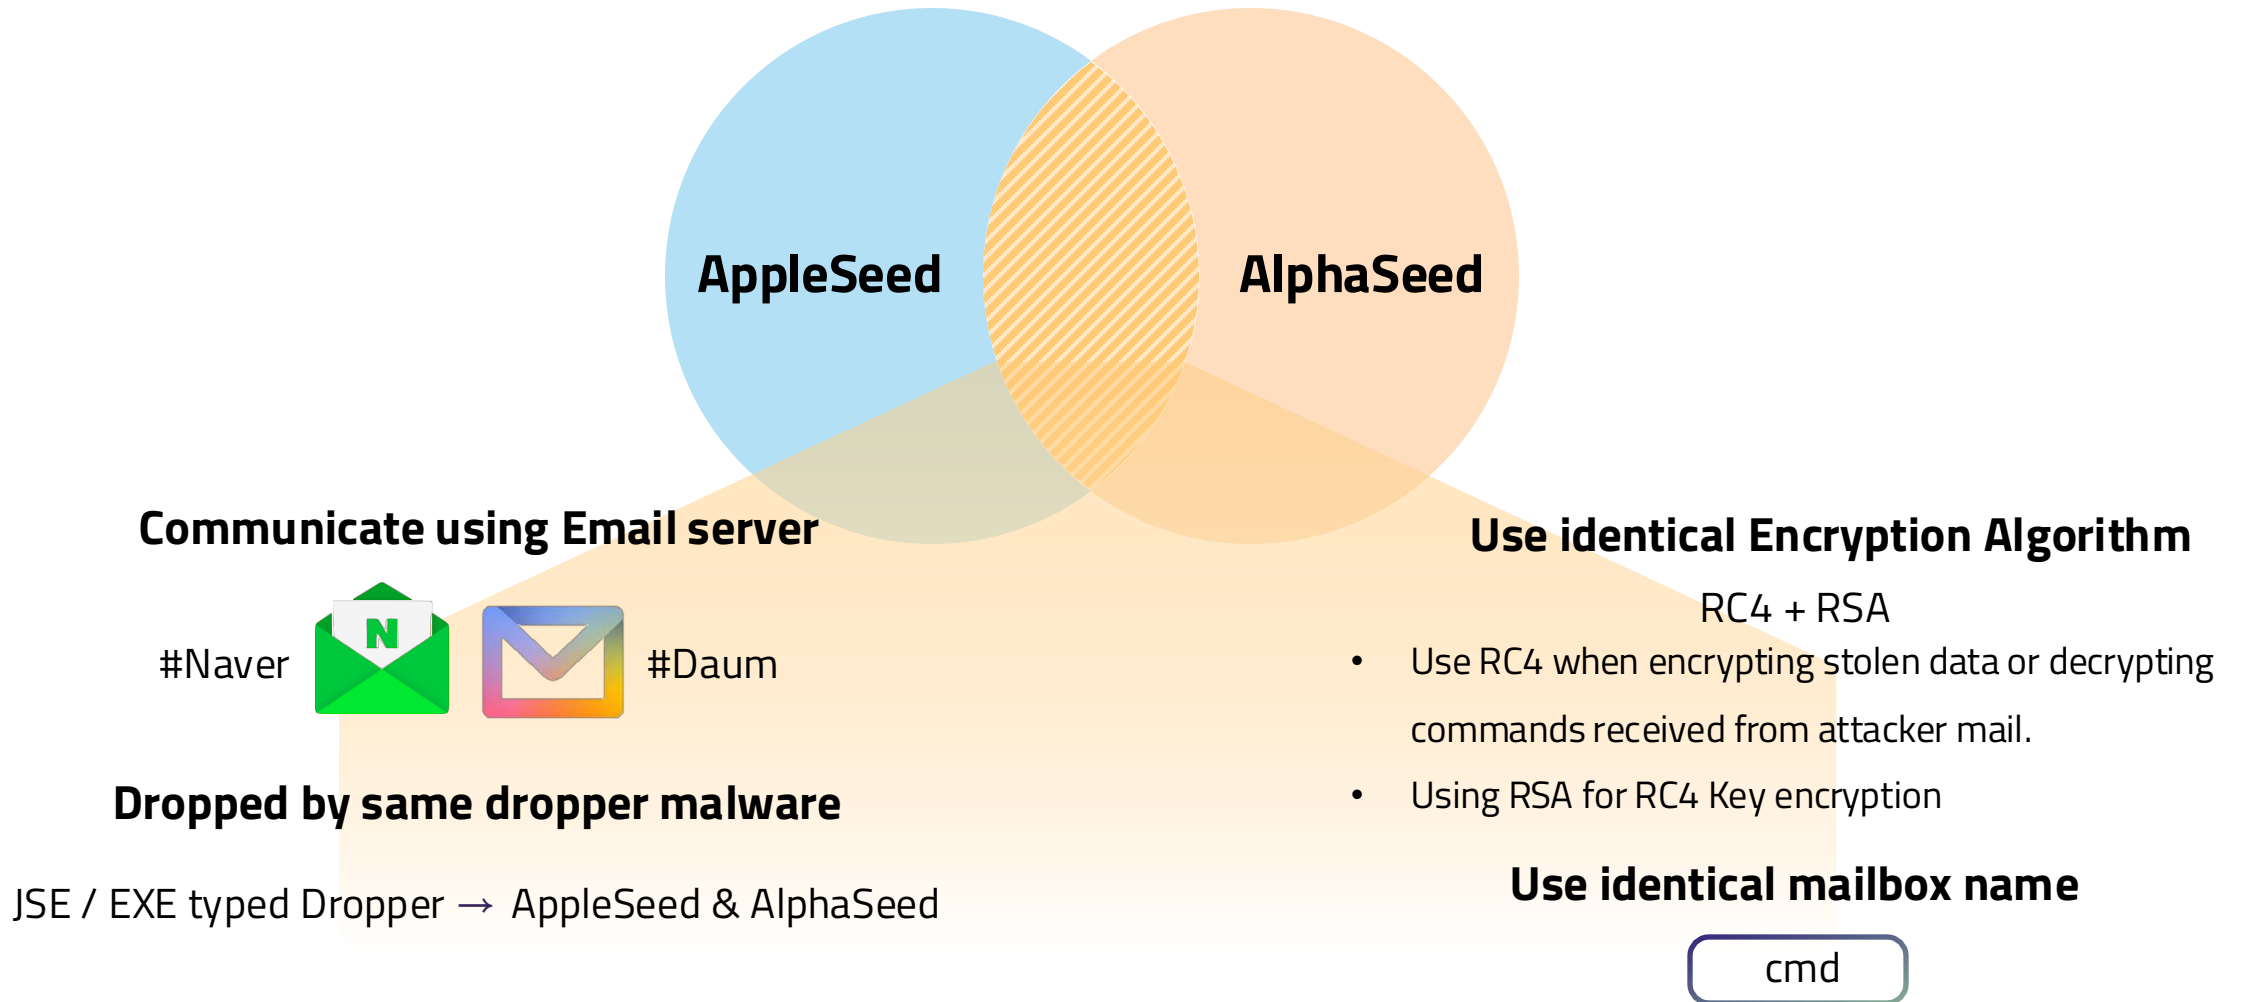 AppleSeed
AlphaSeed
Communicate using Email server
#Naver
N
#Daum
Dropped by same dropper malware
JSE / EXE typed Dropper → AppleSeed & AlphaSeed
Use identical Encryption Algorithm
RC4 + RSA
• Use RC4 when encrypting stolen data or decrypting
commands received from attacker mail.
• Using RSA for RC4 Key encryption
Use identical mailbox name
cmd